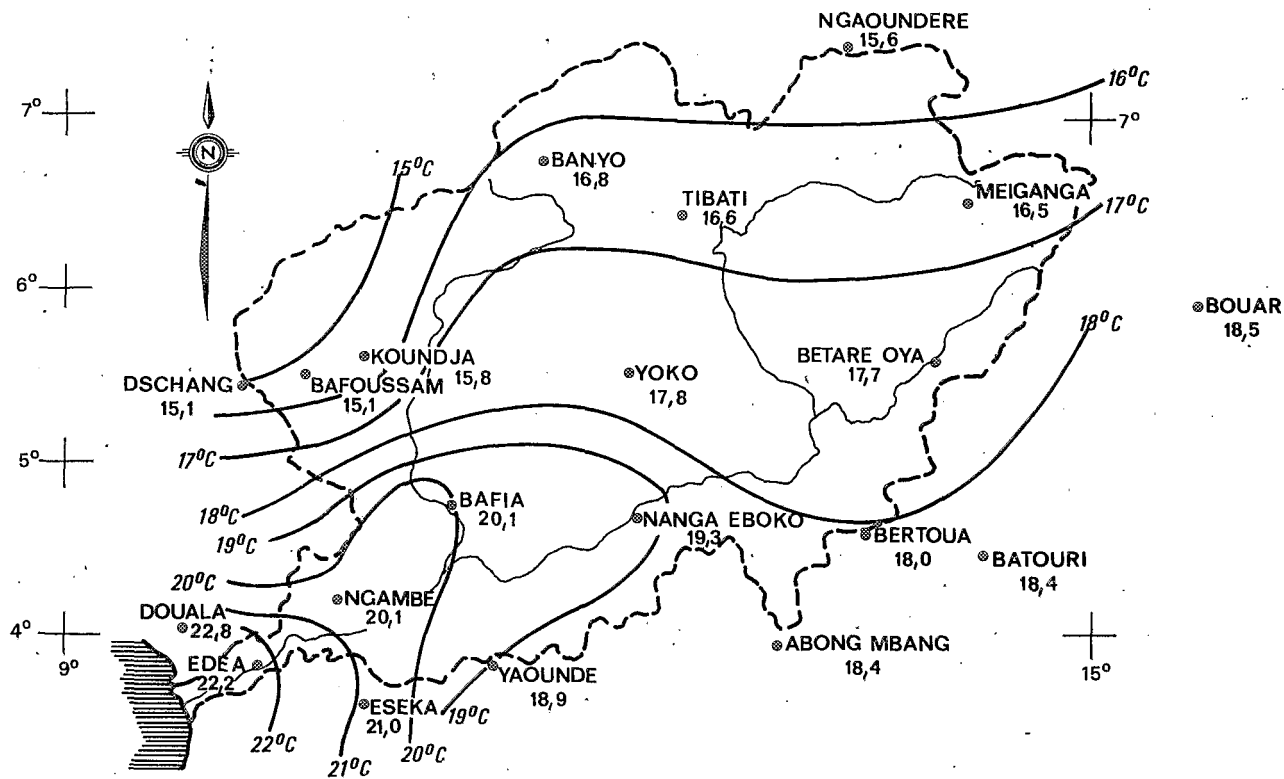 NGAOUNDERE
15,6
16°C
7°
7°
N
15°C
BANYO
16,8
TIBATI
16,6
MEIGANGA
16,5
17°C
6°
BOUAR
18,5
18°C
KOUNDJA
15,8
BETARE OYA
17,7
DSCHANG
15,1
BAFOUSSAM
15,1
YOKO
17,8
5°
17°C
18°C
BAFIA
20,1
NANGA EBOKO
19,3
19°C
BERTOUA
18,0
BATOURI
18,4
20°C
NGAMBE
20,1
DOUALA
22,8
4°
ABONG MBANG
18,4
9°
15°
EDEA
22,2
YAOUNDE
18,9
ESEKA
21,0
19°C
22°C
20°C
21°C